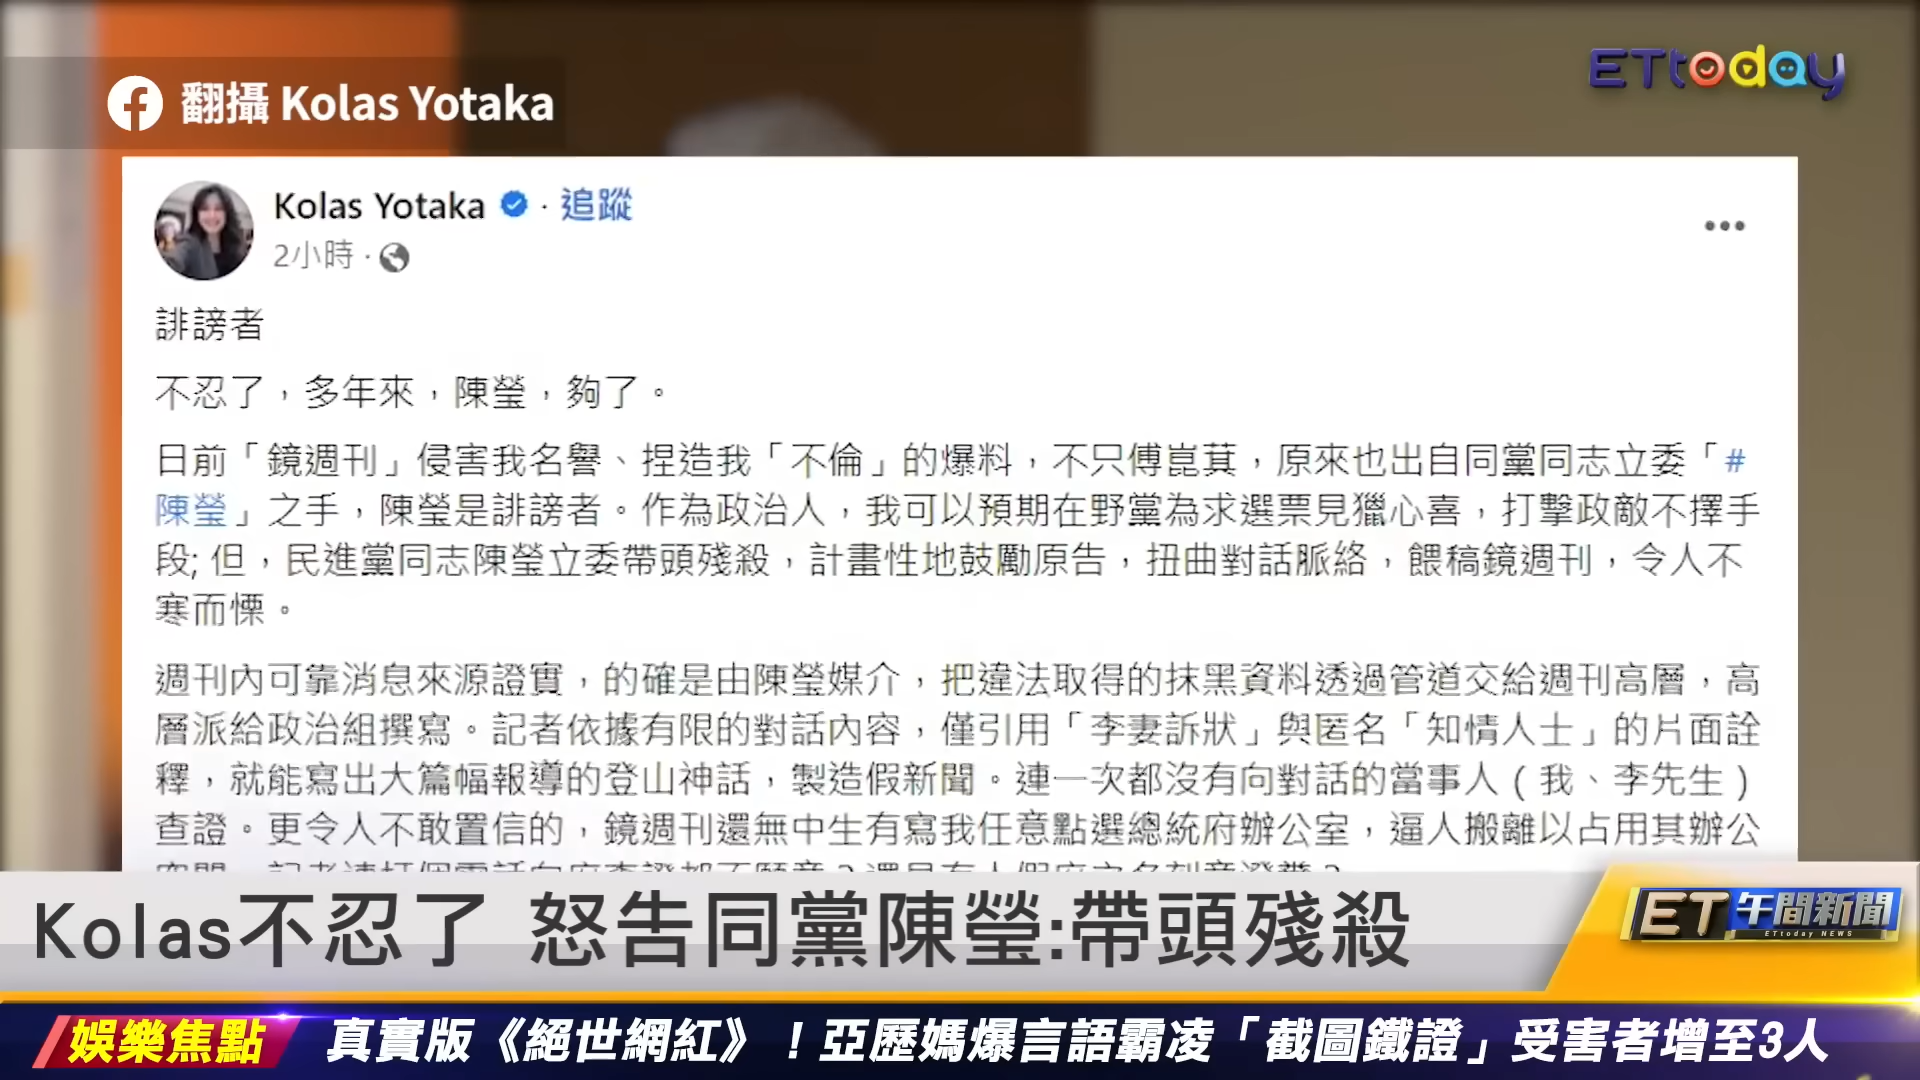 翻攝 Kolas Yotaka
ETtoday
Kolas Yotaka · 追蹤
2小時 ·
誹謗者
不忍了，多年來，陳瑩，夠了。
日前「鏡週刊」侵害我名譽、捏造我「不倫」的爆料，不只傅崑萁，原來也出自同黨同志立委「#
陳瑩」之手，陳瑩是誹謗者。作為政治人，我可以預期在野黨為求選票見獵心喜，打擊政敵不擇手
段; 但，民進黨同志陳瑩立委帶頭殘殺，計畫性地鼓勵原告，扭曲對話脈絡，餵稿鏡週刊，令人不
寒而慄。
週刊內可靠消息來源證實，的確是由陳瑩媒介，把違法取得的抹黑資料透過管道交給週刊高層，高
層派給政治組撰寫。記者依據有限的對話內容，僅引用「李妻訴狀」與匿名「知情人士」的片面詮
釋，就能寫出大篇幅報導的登山神話，製造假新聞。連一次都沒有向對話的當事人（我、李先生）
查證。更令人不敢置信的，鏡週刊還無中生有寫我任意點選總統府辦公室，逼人搬離以占用其辦公
Kolas不忍了 怒告同黨陳瑩:帶頭殘殺
ET午間新聞
ETtoday NEWS
娛樂焦點 真實版《絕世網紅》！亞歷媽爆言語霸凌「截圖鐵證」受害者增至3人